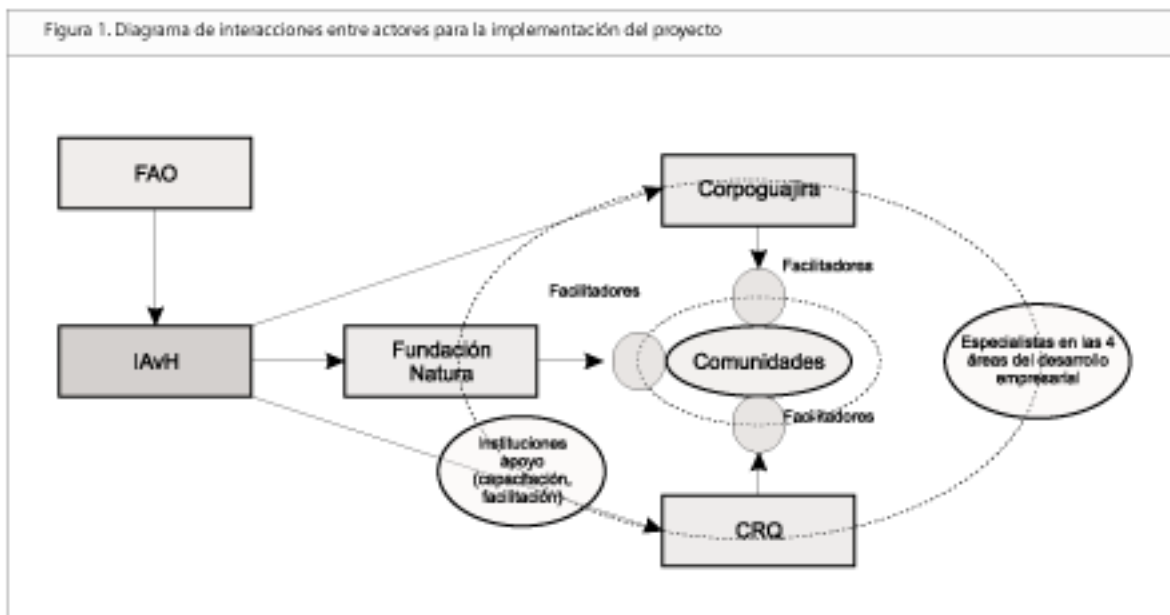 Figura 1. Diagrama de interacciones entre actores para la implementación del proyecto
FAO
Corpoguajira
Facilitadores
Facilitadores
IAvH
Fundación
Natura
Comunidades
Especialistas en las 4
áreas del desarrollo
empresarial
Facilitadores
Instituciones
apoyo
(capacitación,
facilitación)
CRQ